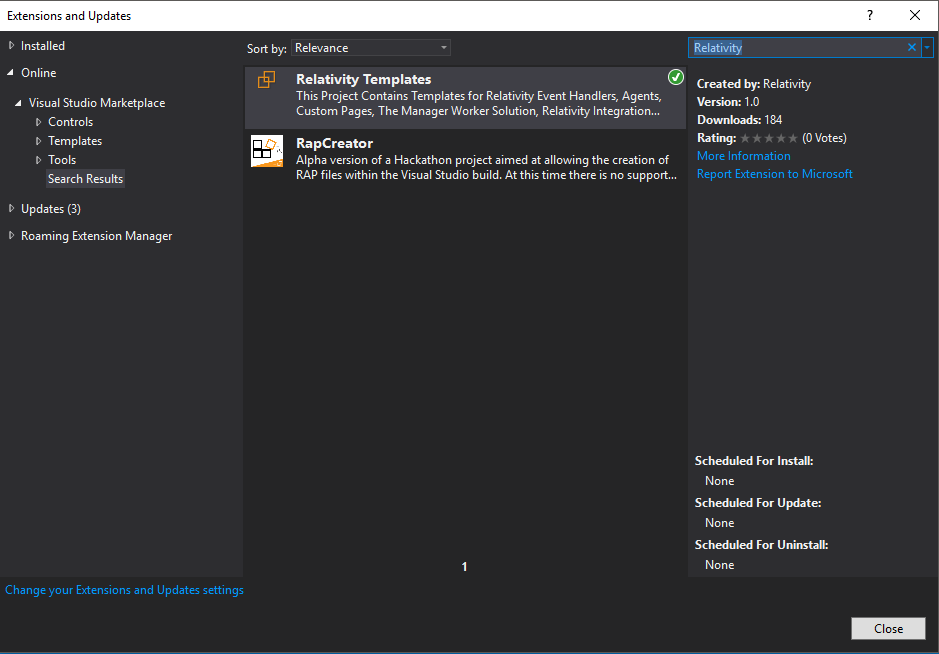 Extensions and Updates
?
Installed
Online
Visual Studio Marketplace
Controls
Templates
Tools
Search Results
Updates (3)
Roaming Extension Manager
Sort by: Relevance
Relativity Templates
This Project Contains Templates for Relativity Event Handlers, Agents,
Custom Pages, The Manager Worker Solution, Relativity Integration...
RapCreator
Alpha version of a Hackathon project aimed at allowing the creation of
RAP files within the Visual Studio build. At this time there is no support...
1
Relativity
Created by: Relativity
Version: 1.0
Downloads: 184
Rating: ★★★★★ (0 Votes)
More Information
Report Extension to Microsoft
Scheduled For Install:
None
Scheduled For Update:
None
Scheduled For Uninstall:
None
Change your Extensions and Updates settings
Close